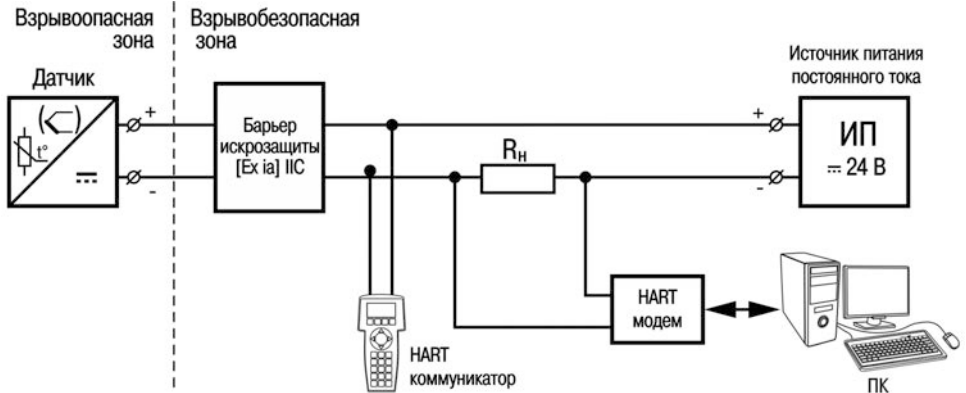 Взрывоопасная
зона
Взрывобезопасная
зона
Датчик
t°
+
-
Барьер
искрозащиты
[Ex ia] IIC
Rн
Источник питания
постоянного тока
+
-
ИП
⎓ 24 В
HART
коммуникатор
HART
модем
ПК